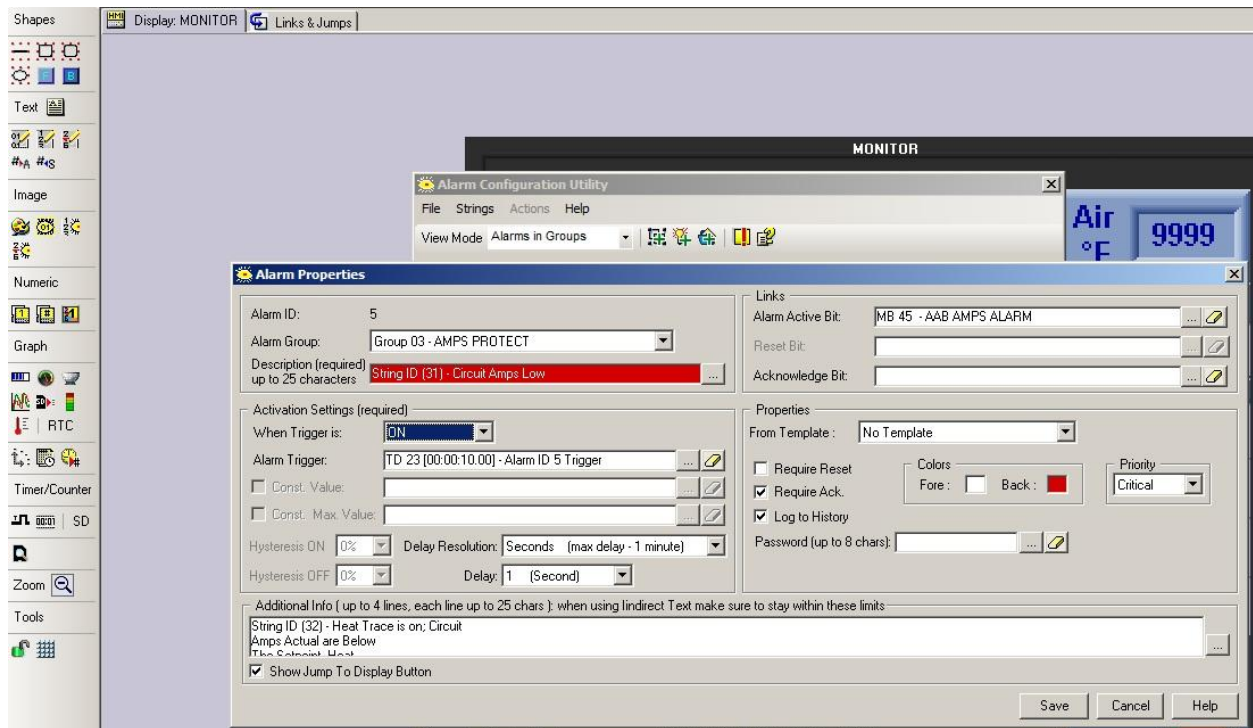 Shapes
HMI Display: MONITOR Links & Jumps
Text
Image
Numeric
Graph
RTC
Timer/Counter
SD
Zoom
Tools
MONITOR
Air
°F
9999
Alarm Configuration Utility
File Strings Actions Help
View Mode Alarms in Groups
Alarm Properties
Alarm ID: 5
Alarm Group: Group 03 - AMPS PROTECT
Description (required)
up to 25 characters
String ID (31) - Circuit Amps Low ...
Links
Alarm Active Bit: MB 45 - AAB AMPS ALARM ...
Reset Bit: ...
Acknowledge Bit: ...
Activation Settings (required)
When Trigger is: ON
Alarm Trigger: TD 23 [00:00:10.00] - Alarm ID 5 Trigger ...
Const. Value: ...
Const. Max. Value: ...
Hysteresis ON 0% Delay Resolution: Seconds (max delay - 1 minute)
Hysteresis OFF 0% Delay: 1 (Second)
Properties
From Template : No Template
Require Reset
Require Ack.
Log to History
Colors
Fore : Back :
Priority
Critical
Password (up to 8 chars): ...
Additional Info ( up to 4 lines, each line up to 25 chars ): when using Iindirect Text make sure to stay within these limits
String ID (32) - Heat Trace is on; Circuit
Amps Actual are Below
The Setpoint. Heat
...
Show Jump To Display Button
Save Cancel Help